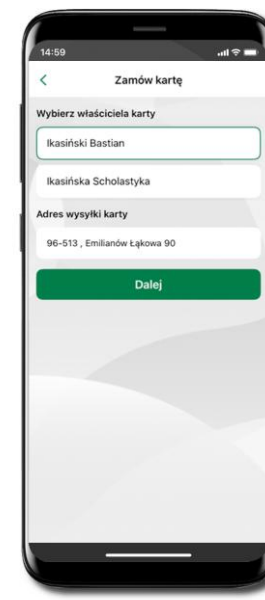 14:59
Zamów kartę
Wybierz właściciela karty
Ikasiński Bastian
Ikasińska Scholastyka
Adres wysyłki karty
96-513 , Emilianów Łąkowa 90
Dalej